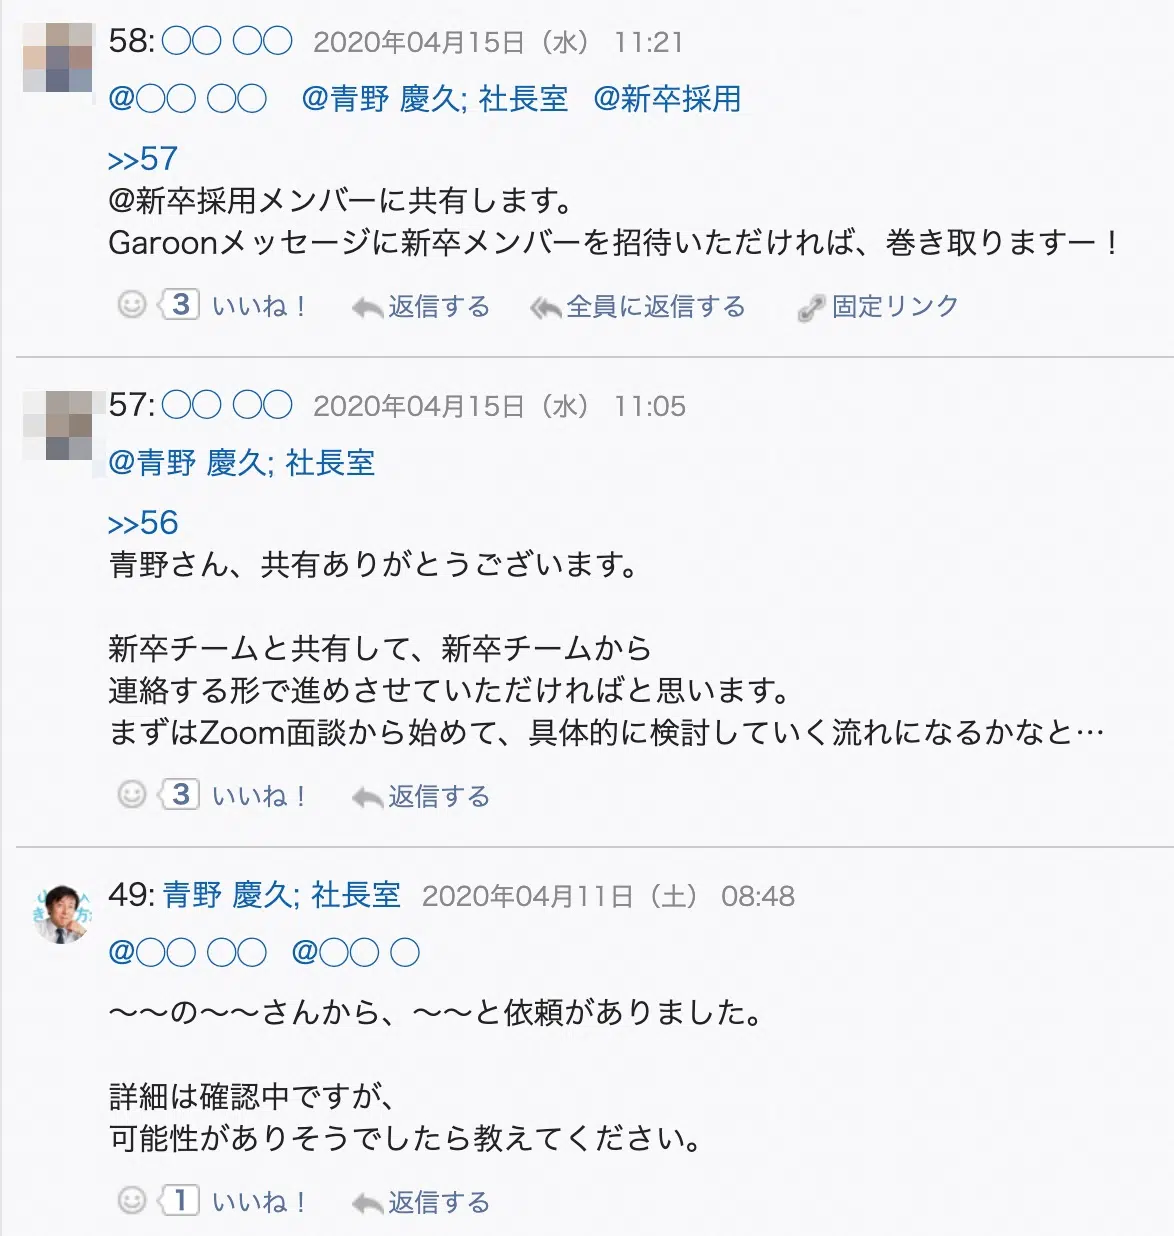 58: ○○ ○○ 2020年04月15日（水） 11:21
@○○ ○○ @青野 慶久; 社長室 @新卒採用
>>57
@新卒採用メンバーに共有します。
Garoonメッセージに新卒メンバーを招待いただければ、巻き取りますー！
3 いいね！ 返信する 全員に返信する 固定リンク
57: ○○ ○○ 2020年04月15日（水） 11:05
@青野 慶久; 社長室
>>56
青野さん、共有ありがとうございます。
新卒チームと共有して、新卒チームから
連絡する形で進めさせていただければと思います。
まずはZoom面談から始めて、具体的に検討していく流れになるかなと…
3 いいね！ 返信する
49: 青野 慶久; 社長室 2020年04月11日（土） 08:48
@○○ ○○ @○○ ○
〜〜の〜〜さんから、〜〜と依頼がありました。
詳細は確認中ですが、
可能性がありそうでしたら教えてください。
1 いいね！ 返信する